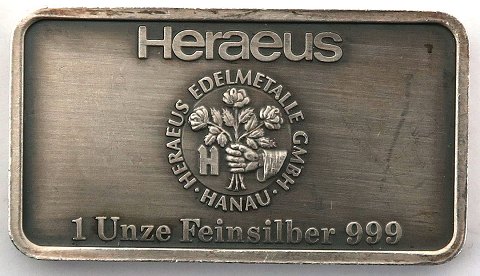 Heraeus
HERAEUS EDELMETALLE GMBH
· HANAU ·
H
1 Unze Feinsilber 999